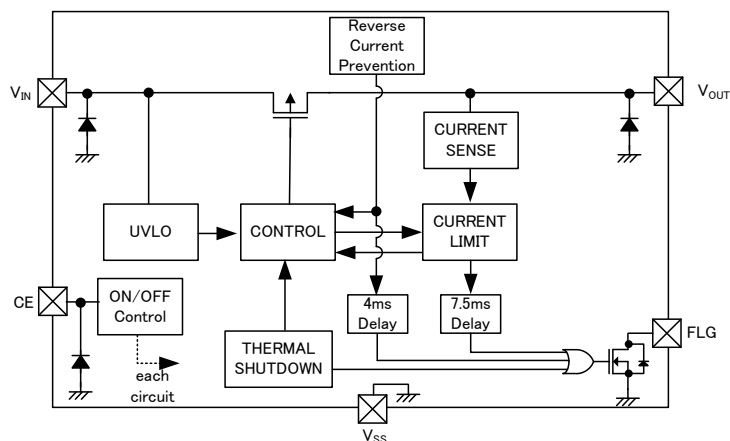 Reverse
Current
Prevention
VIN
VOUT
CURRENT
SENSE
UVLO
CONTROL
CURRENT
LIMIT
CE
ON/OFF
Control
4ms
Delay
7.5ms
Delay
FLG
THERMAL
SHUTDOWN
each
circuit
VSS